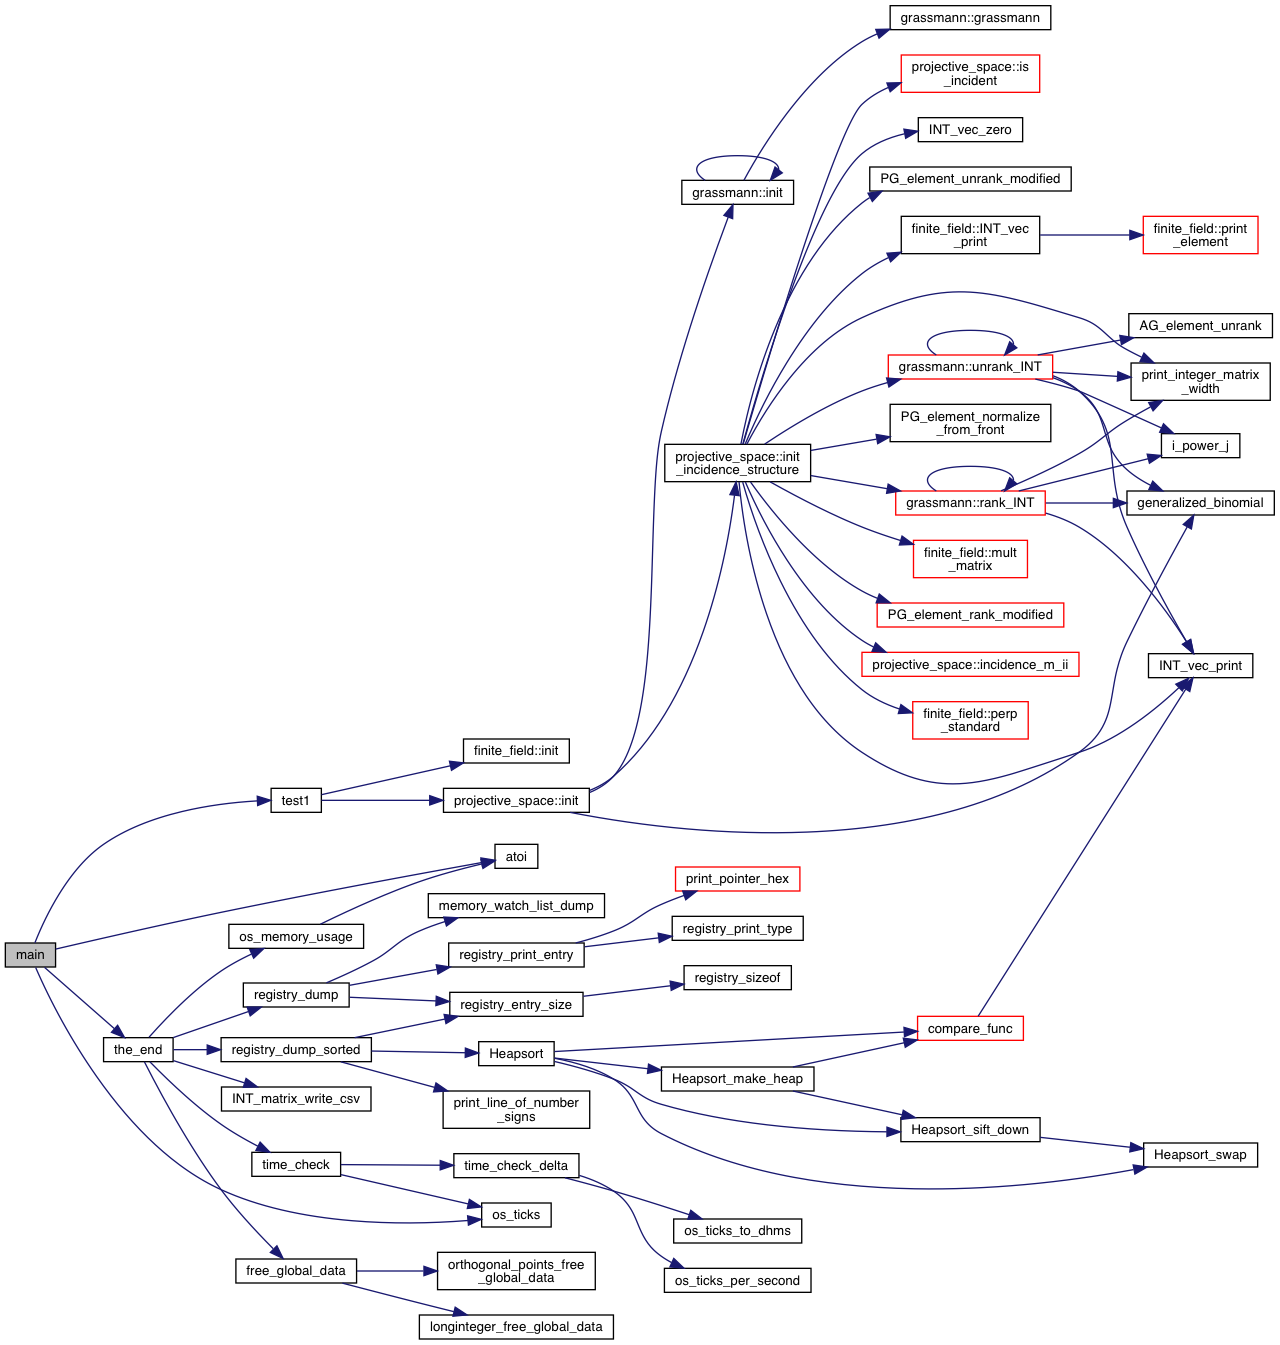 grassmann::grassmann
projective_space::is
_incident
INT_vec_zero
grassmann::init
PG_element_unrank_modified
finite_field::INT_vec
_print
finite_field::print
_element
AG_element_unrank
grassmann::unrank_INT
print_integer_matrix
_width
PG_element_normalize
_from_front
i_power_j
projective_space::init
_incidence_structure
grassmann::rank_INT
generalized_binomial
finite_field::mult
_matrix
PG_element_rank_modified
projective_space::incidence_m_ii
INT_vec_print
finite_field::perp
_standard
finite_field::init
test1
projective_space::init
atoi
print_pointer_hex
memory_watch_list_dump
os_memory_usage
registry_print_type
main
registry_print_entry
registry_sizeof
registry_dump
registry_entry_size
compare_func
the_end
registry_dump_sorted
Heapsort
Heapsort_make_heap
INT_matrix_write_csv
print_line_of_number
_signs
Heapsort_sift_down
Heapsort_swap
time_check
time_check_delta
os_ticks
os_ticks_to_dhms
free_global_data
orthogonal_points_free
_global_data
os_ticks_per_second
longinteger_free_global_data